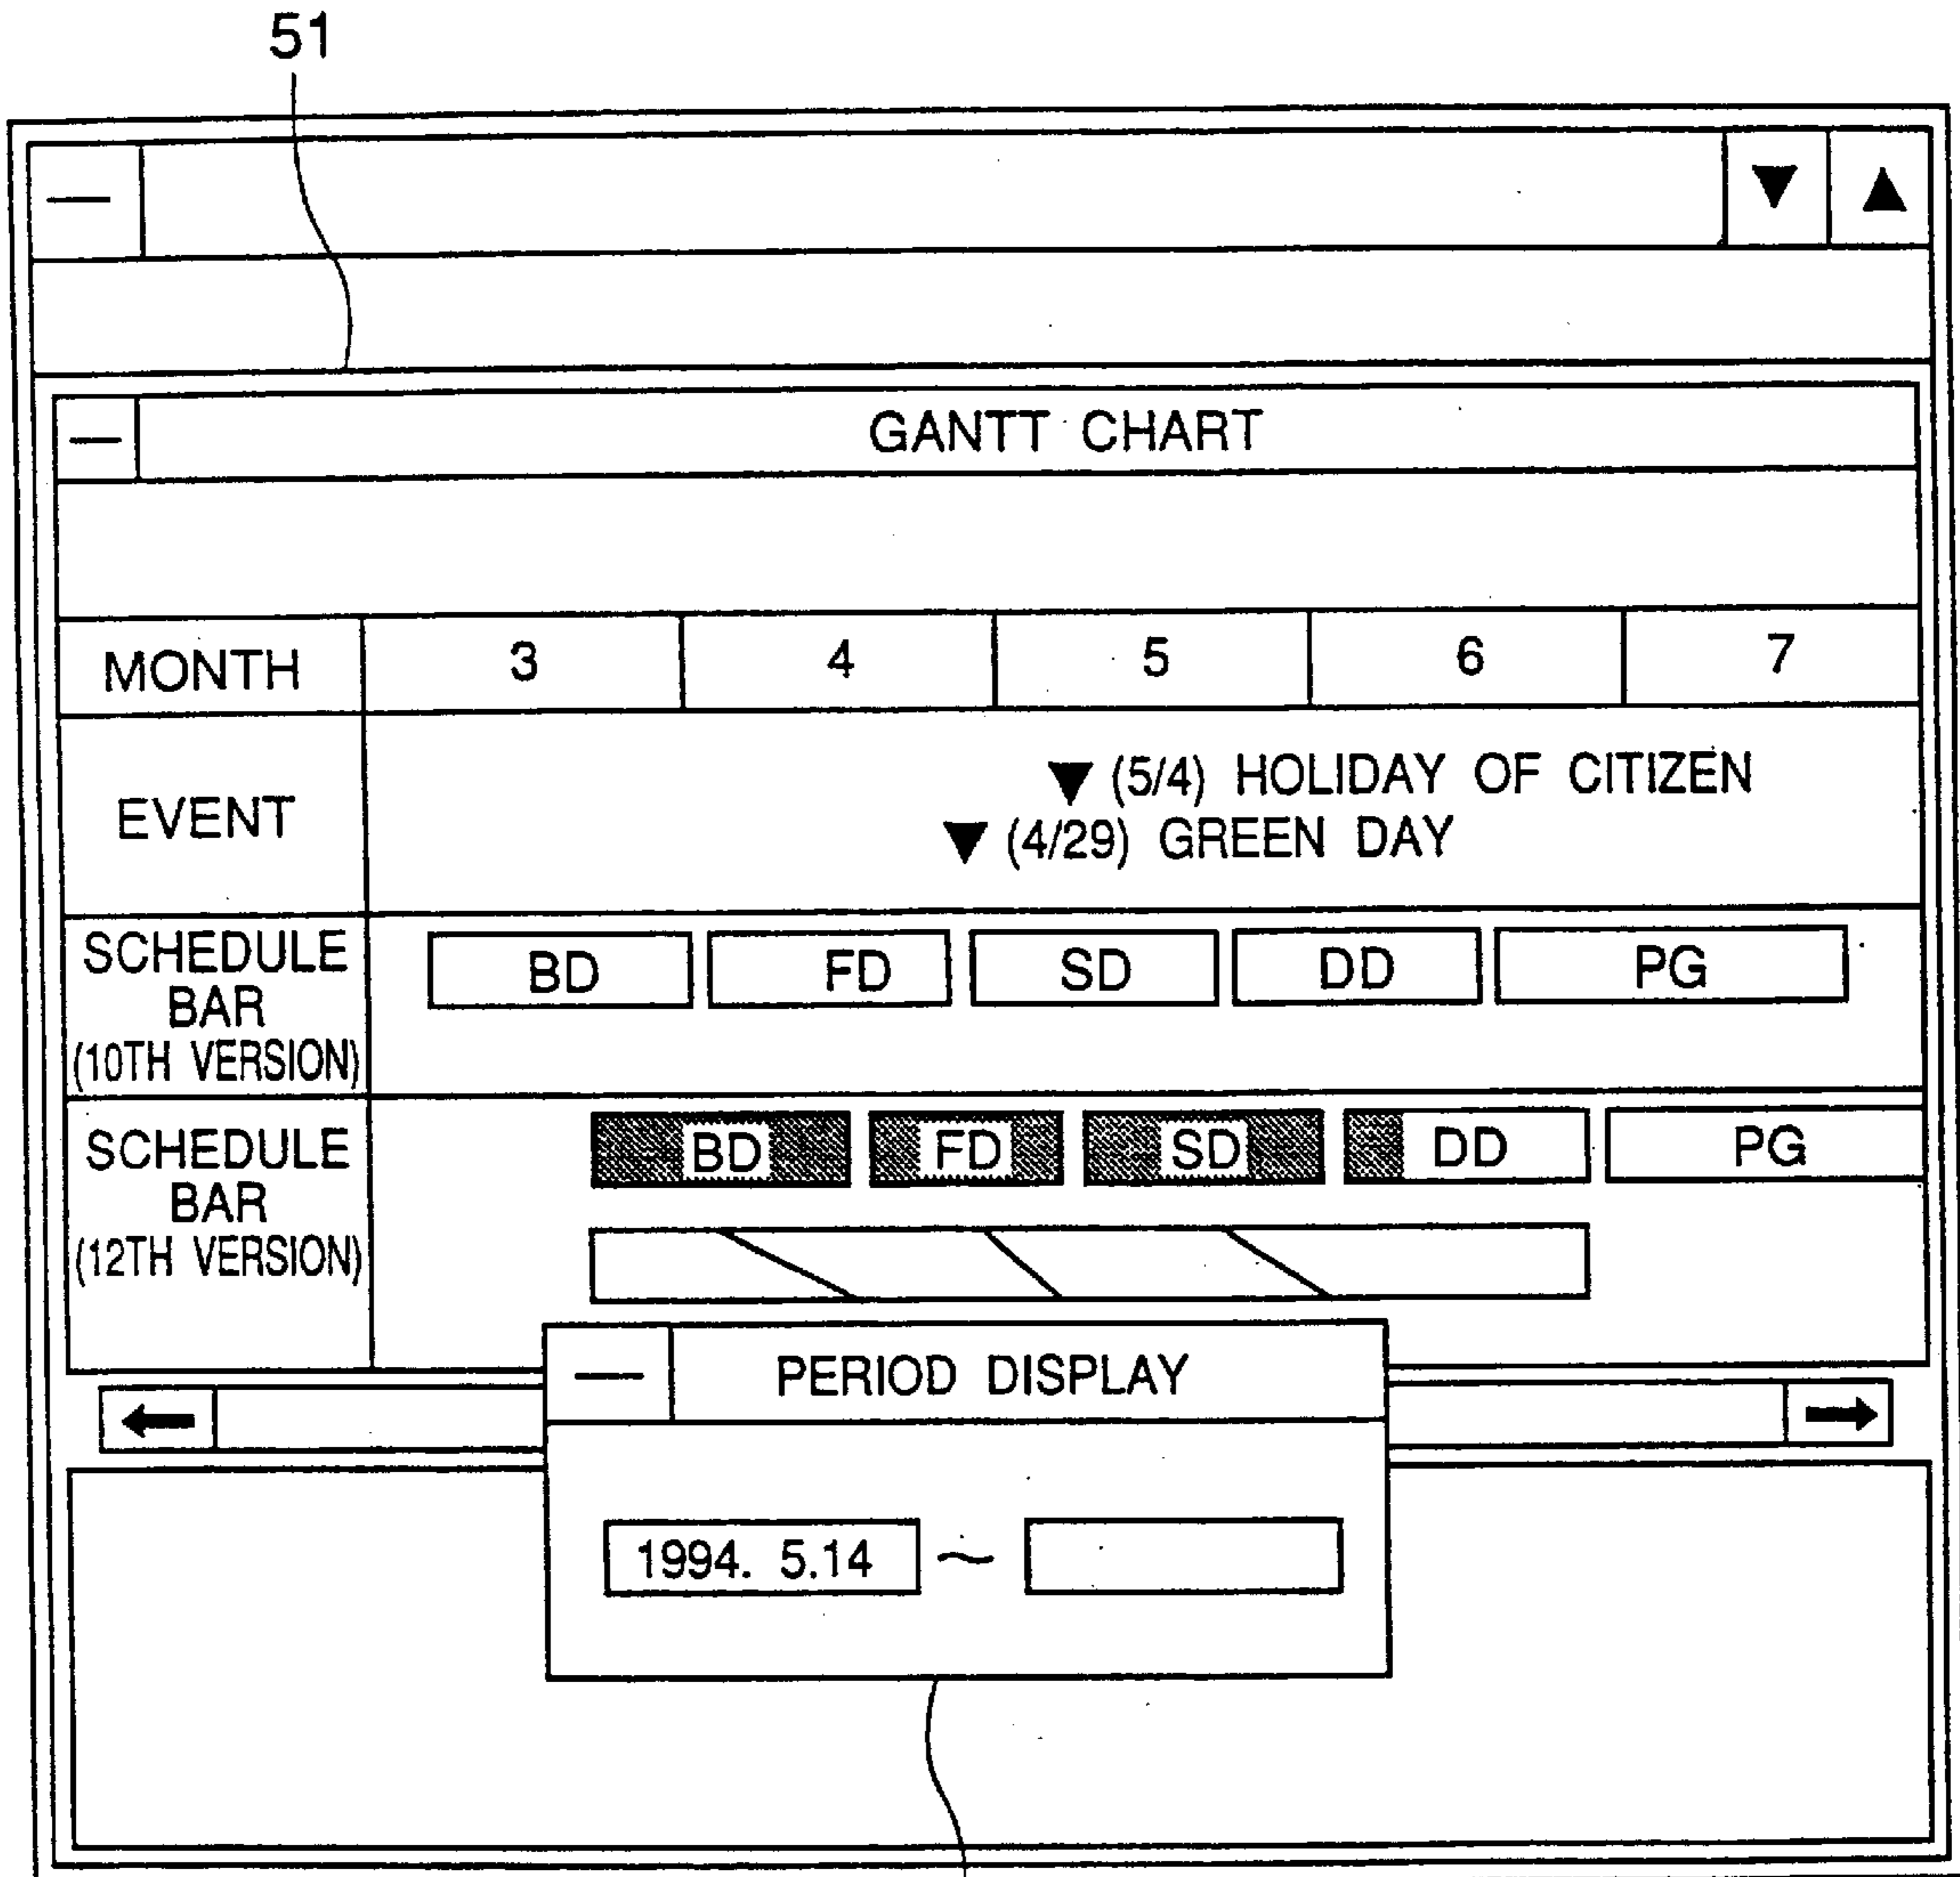 51
GANTT CHART
MONTH 3 4 5 6 7
EVENT
▼ (5/4) HOLIDAY OF CITIZEN
▼ (4/29) GREEN DAY
SCHEDULE
BAR
(10TH VERSION)
BD FD SD DD PG
SCHEDULE
BAR
(12TH VERSION)
BD FD SD DD PG
PERIOD DISPLAY
1994. 5.14 ~